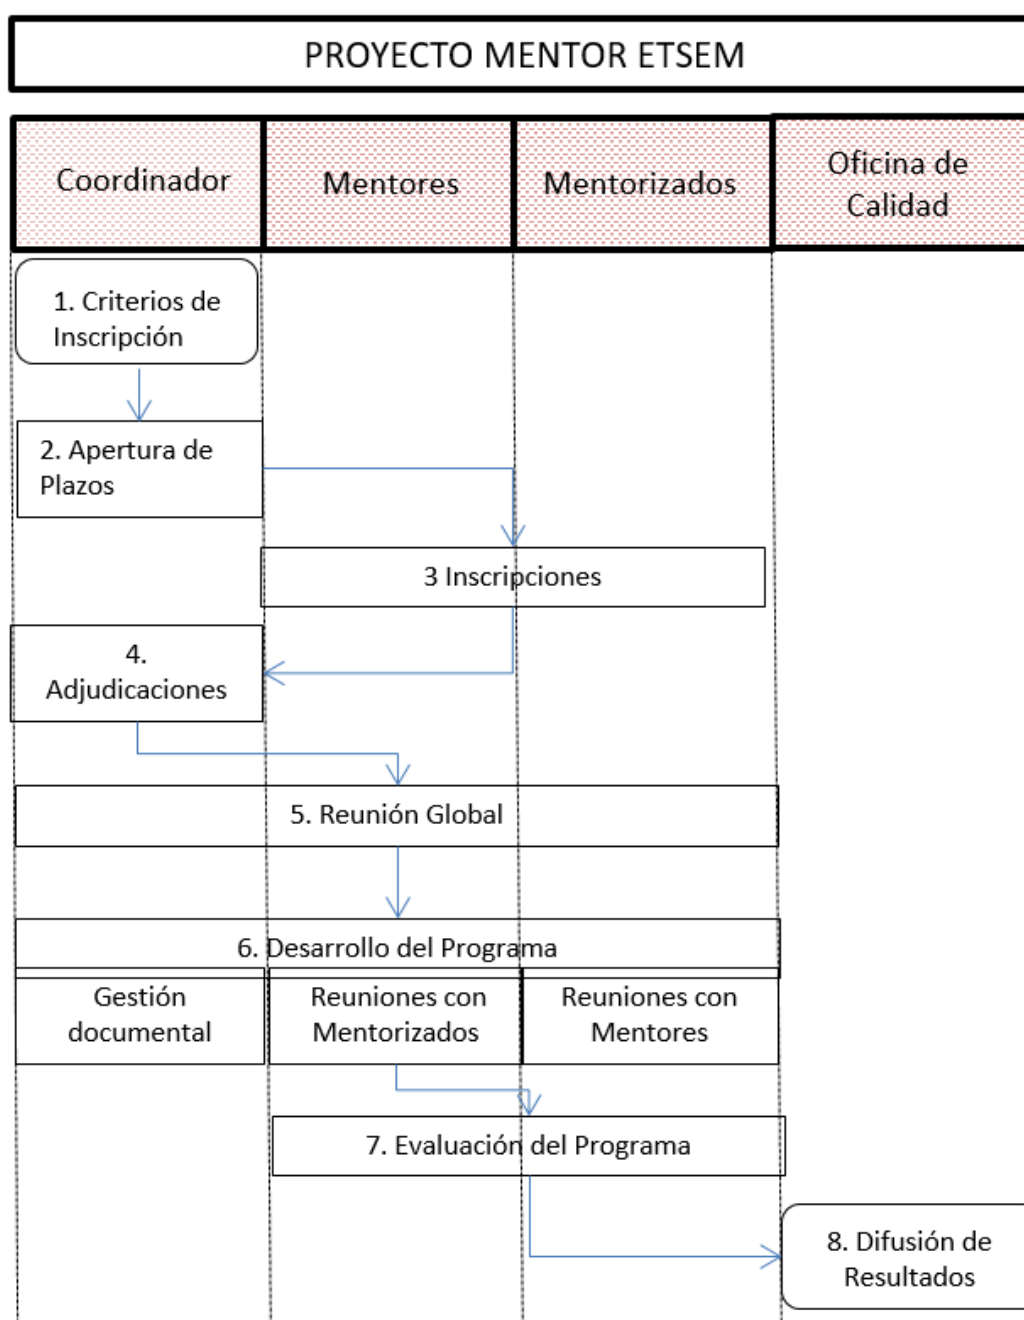 PROYECTO MENTOR ETSEM
Coordinador
Mentores
Mentorizados
Oficina de
Calidad
1. Criterios de
Inscripción
2. Apertura de
Plazos
3 Inscripciones
4.
Adjudicaciones
5. Reunión Global
6. Desarrollo del Programa
Gestión
documental
Reuniones con
Mentorizados
Reuniones con
Mentores
7. Evaluación del Programa
8. Difusión de
Resultados